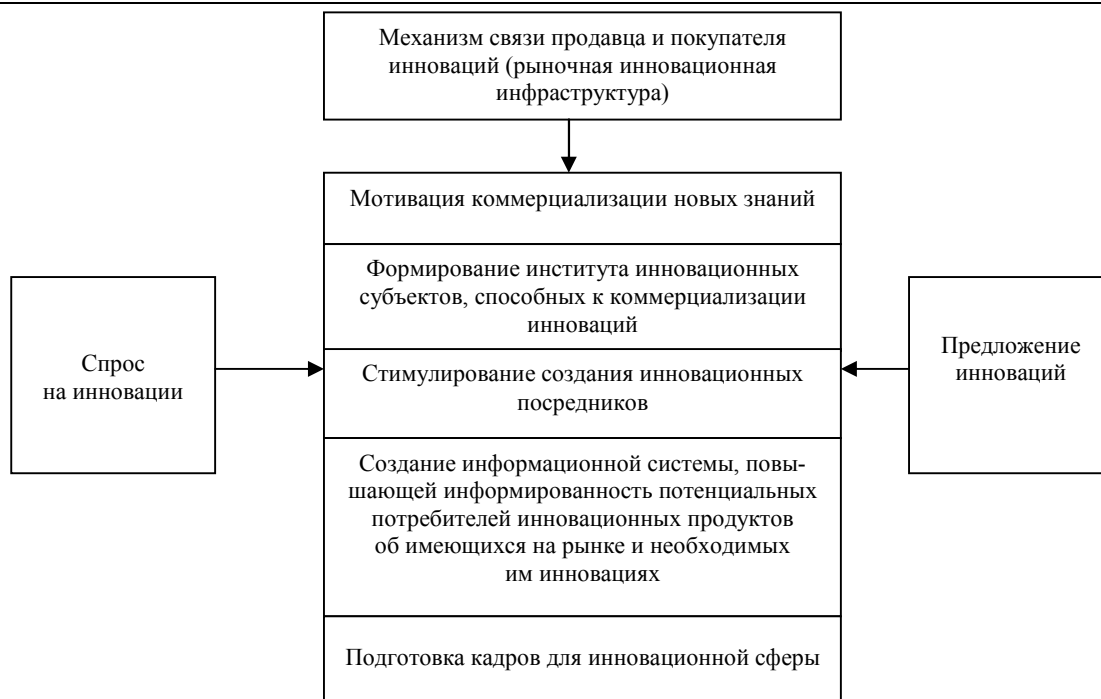 Механизм связи продавца и покупателя
инноваций (рыночная инновационная
инфраструктура)
Мотивация коммерциализации новых знаний
Формирование института инновационных
субъектов, способных к коммерциализации
инноваций
Спрос
на инновации
Стимулирование создания инновационных
посредников
Предложение
инноваций
Создание информационной системы, повы-
шающей информированность потенциальных
потребителей инновационных продуктов
об имеющихся на рынке и необходимых
им инновациях
Подготовка кадров для инновационной сферы